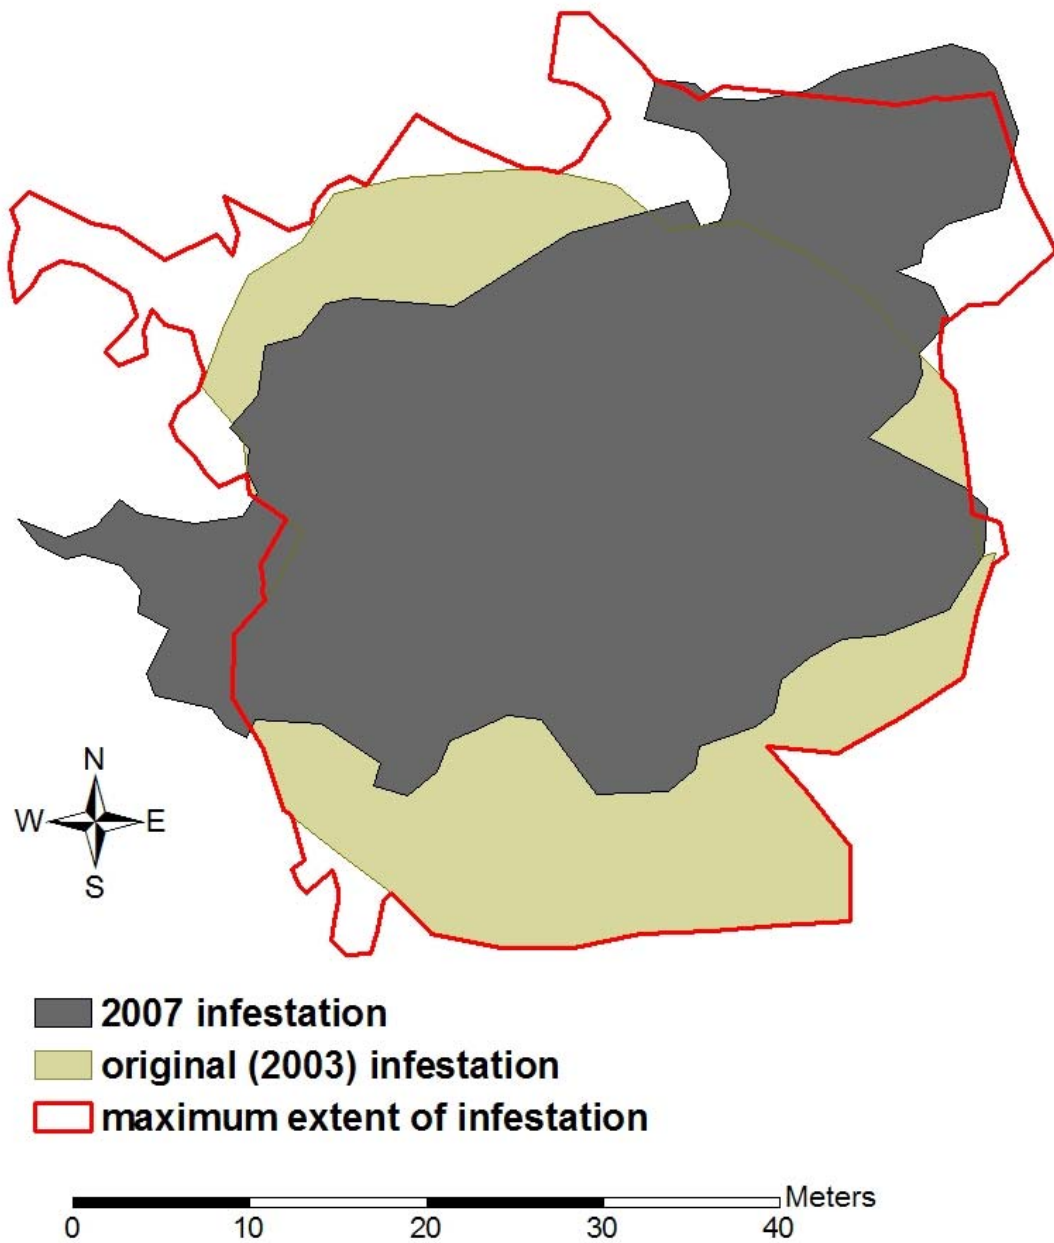 N
W E
S
2007 infestation
original (2003) infestation
maximum extent of infestation
Meters
0 10 20 30 40